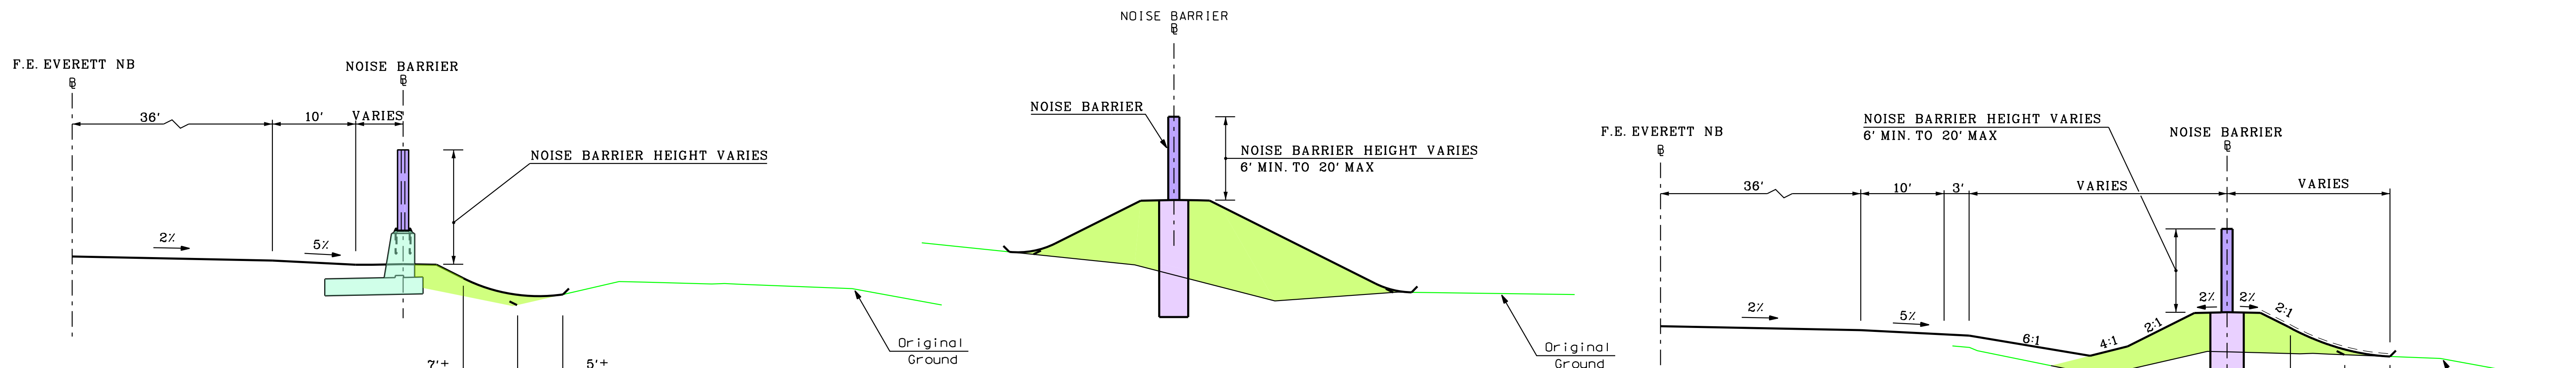 F.E. EVERETT NB
NOISE BARRIER
36'
10'
VARIES
NOISE BARRIER HEIGHT VARIES
2%
5%
7'±
5'±
Original
Ground
NOISE BARRIER
NOISE BARRIER
NOISE BARRIER HEIGHT VARIES
6' MIN. TO 20' MAX
Original
Ground
F.E. EVERETT NB
NOISE BARRIER HEIGHT VARIES
6' MIN. TO 20' MAX
NOISE BARRIER
36'
10'
3'
VARIES
VARIES
2%
5%
6:1
4:1
2:1
2%
2%
2:1